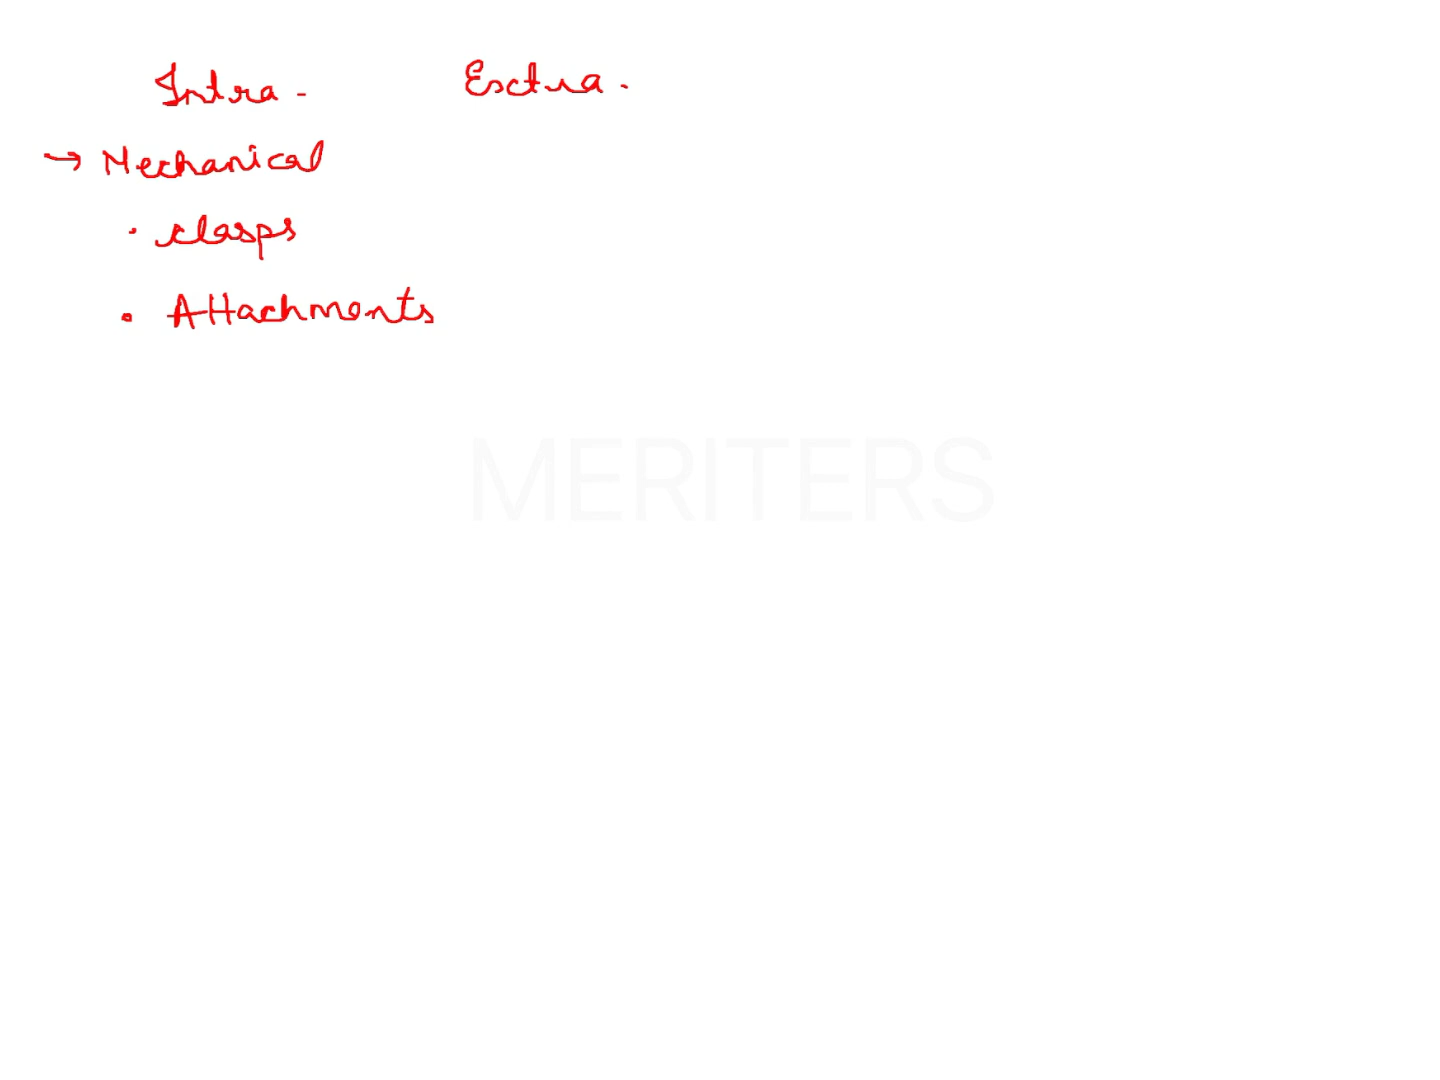 Intra - Extra .
→ Mechanical
· clasps
· Attachments
MERITERS